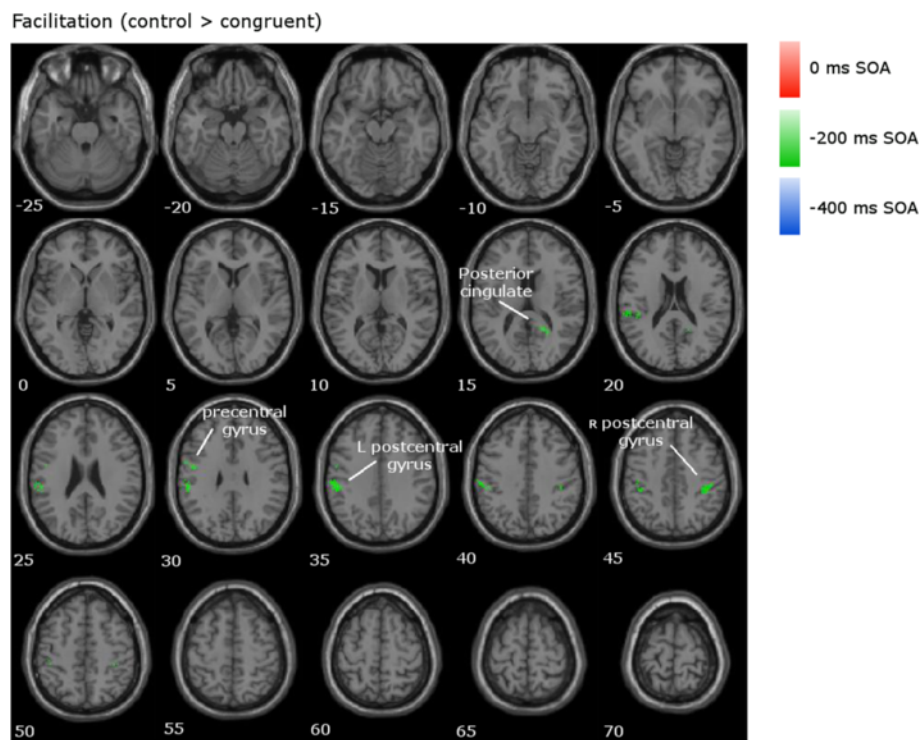 Facilitation (control > congruent)
0 ms SOA
-200 ms SOA
-400 ms SOA
-25
-20
-15
-10
-5
Posterior
cingulate
0
5
10
15
20
precentral
gyrus
L postcentral
gyrus
R postcentral
gyrus
25
30
35
40
45
50
55
60
65
70